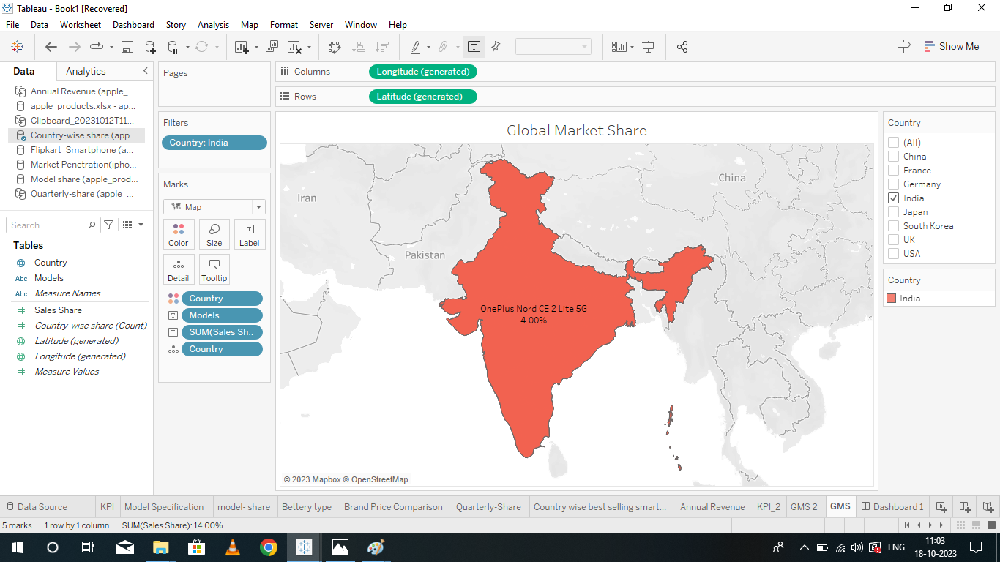 Tableau - Book1 [Recovered]
File Data Worksheet Dashboard Story Analysis Map Format Server Window Help
Show Me
Data Analytics
Annual Revenue (apple_...
apple_products.xlsx - ap...
Clipboard_20231012T11...
Country-wise share (app...
Flipkart_Smartphone (a...
Market Penetration(ipho...
Model share (apple_prod...
Quarterly-share (apple_...
Search
Tables
Country
Abc Models
Abc Measure Names
# Sales Share
# Country-wise share (Count)
Latitude (generated)
Longitude (generated)
# Measure Values
Pages
Filters
Country: India
Marks
Map
Color Size Label
Detail Tooltip
Country
Models
SUM(Sales Sh..
Country
Columns Longitude (generated)
Rows Latitude (generated)
Global Market Share
Iran
China
Pakistan
OnePlus Nord CE 2 Lite 5G
4.00%
© 2023 Mapbox © OpenStreetMap
Country
(All)
China
France
Germany
India
Japan
South Korea
UK
USA
Country
India
Data Source KPI Model Specification model- share Bettery type Brand Price Comparison Quarterly-Share Country wise best selling smart... Annual Revenue KPI_2 GMS 2 GMS Dashboard 1
5 marks 1 row by 1 column SUM(Sales Share): 14.00%
ENG
11:03
18-10-2023